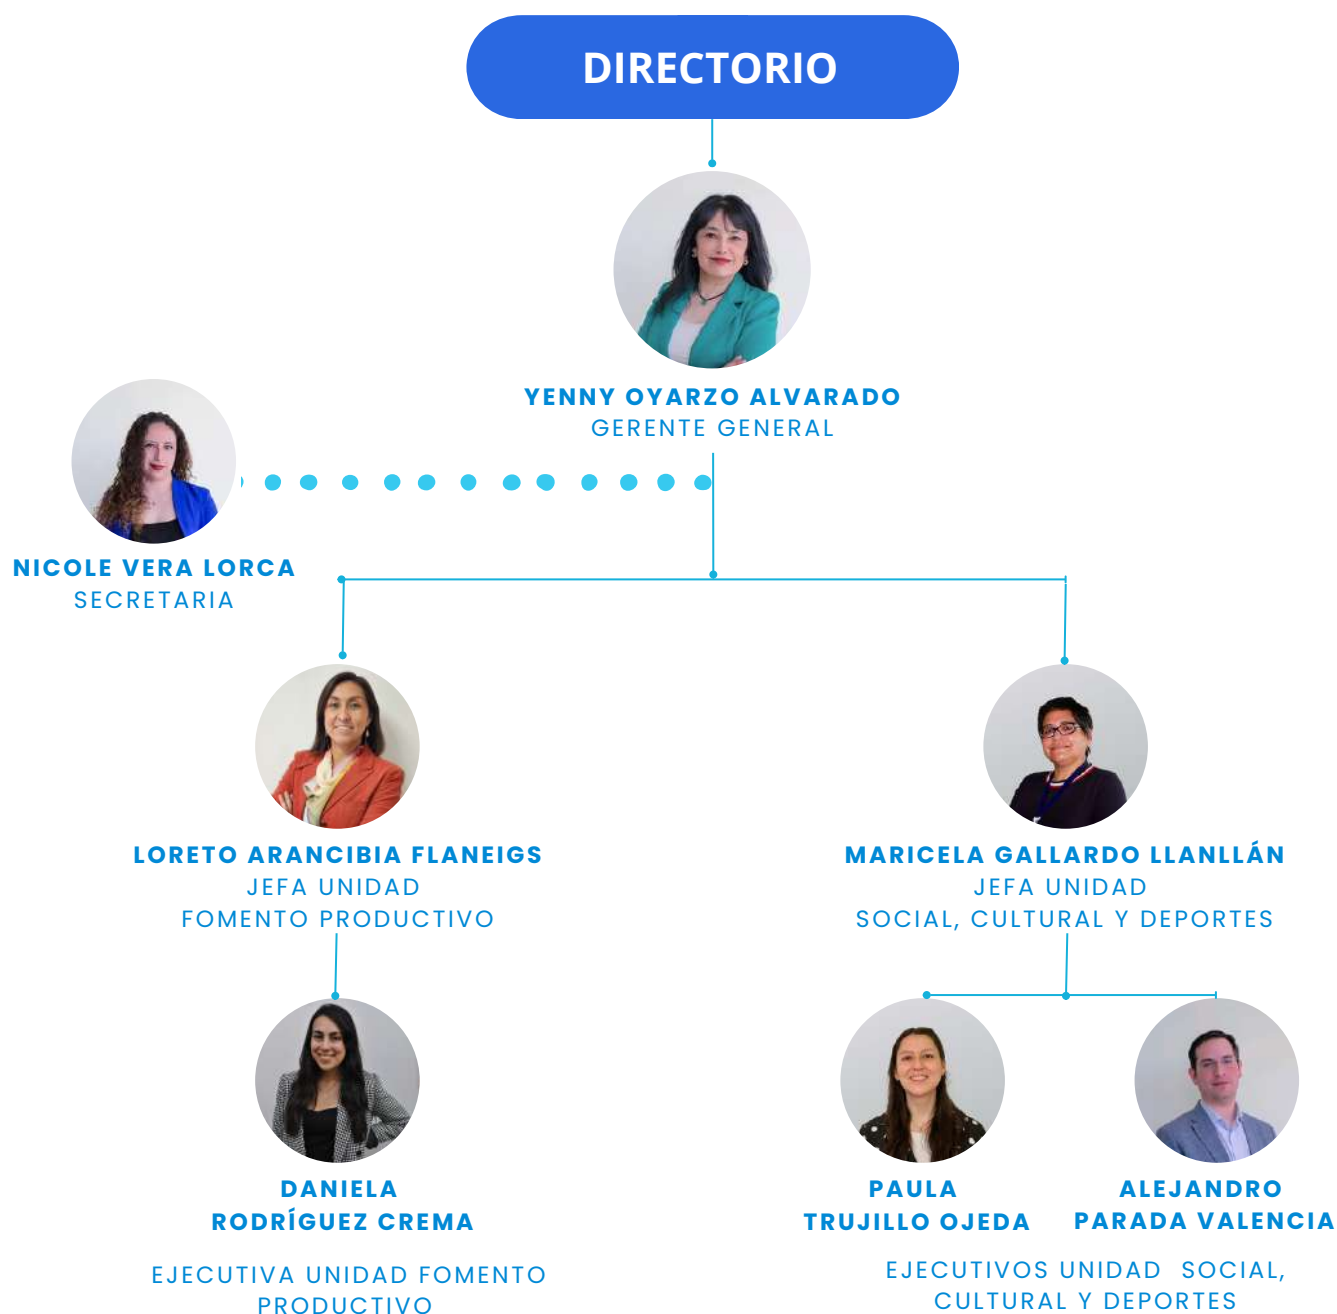 DIRECTORIO
YENNY OYARZO ALVARADO
GERENTE GENERAL
NICOLE VERA LORCA
SECRETARIA
LORETO ARANCIBIA FLANEIGS
JEFA UNIDAD
FOMENTO PRODUCTIVO
MARICELA GALLARDO LLANLLÁN
JEFA UNIDAD
SOCIAL, CULTURAL Y DEPORTES
DANIELA
RODRÍGUEZ CREMA
EJECUTIVA UNIDAD FOMENTO
PRODUCTIVO
PAULA
TRUJILLO OJEDA
ALEJANDRO
PARADA VALENCIA
EJECUTIVOS UNIDAD SOCIAL,
CULTURAL Y DEPORTES